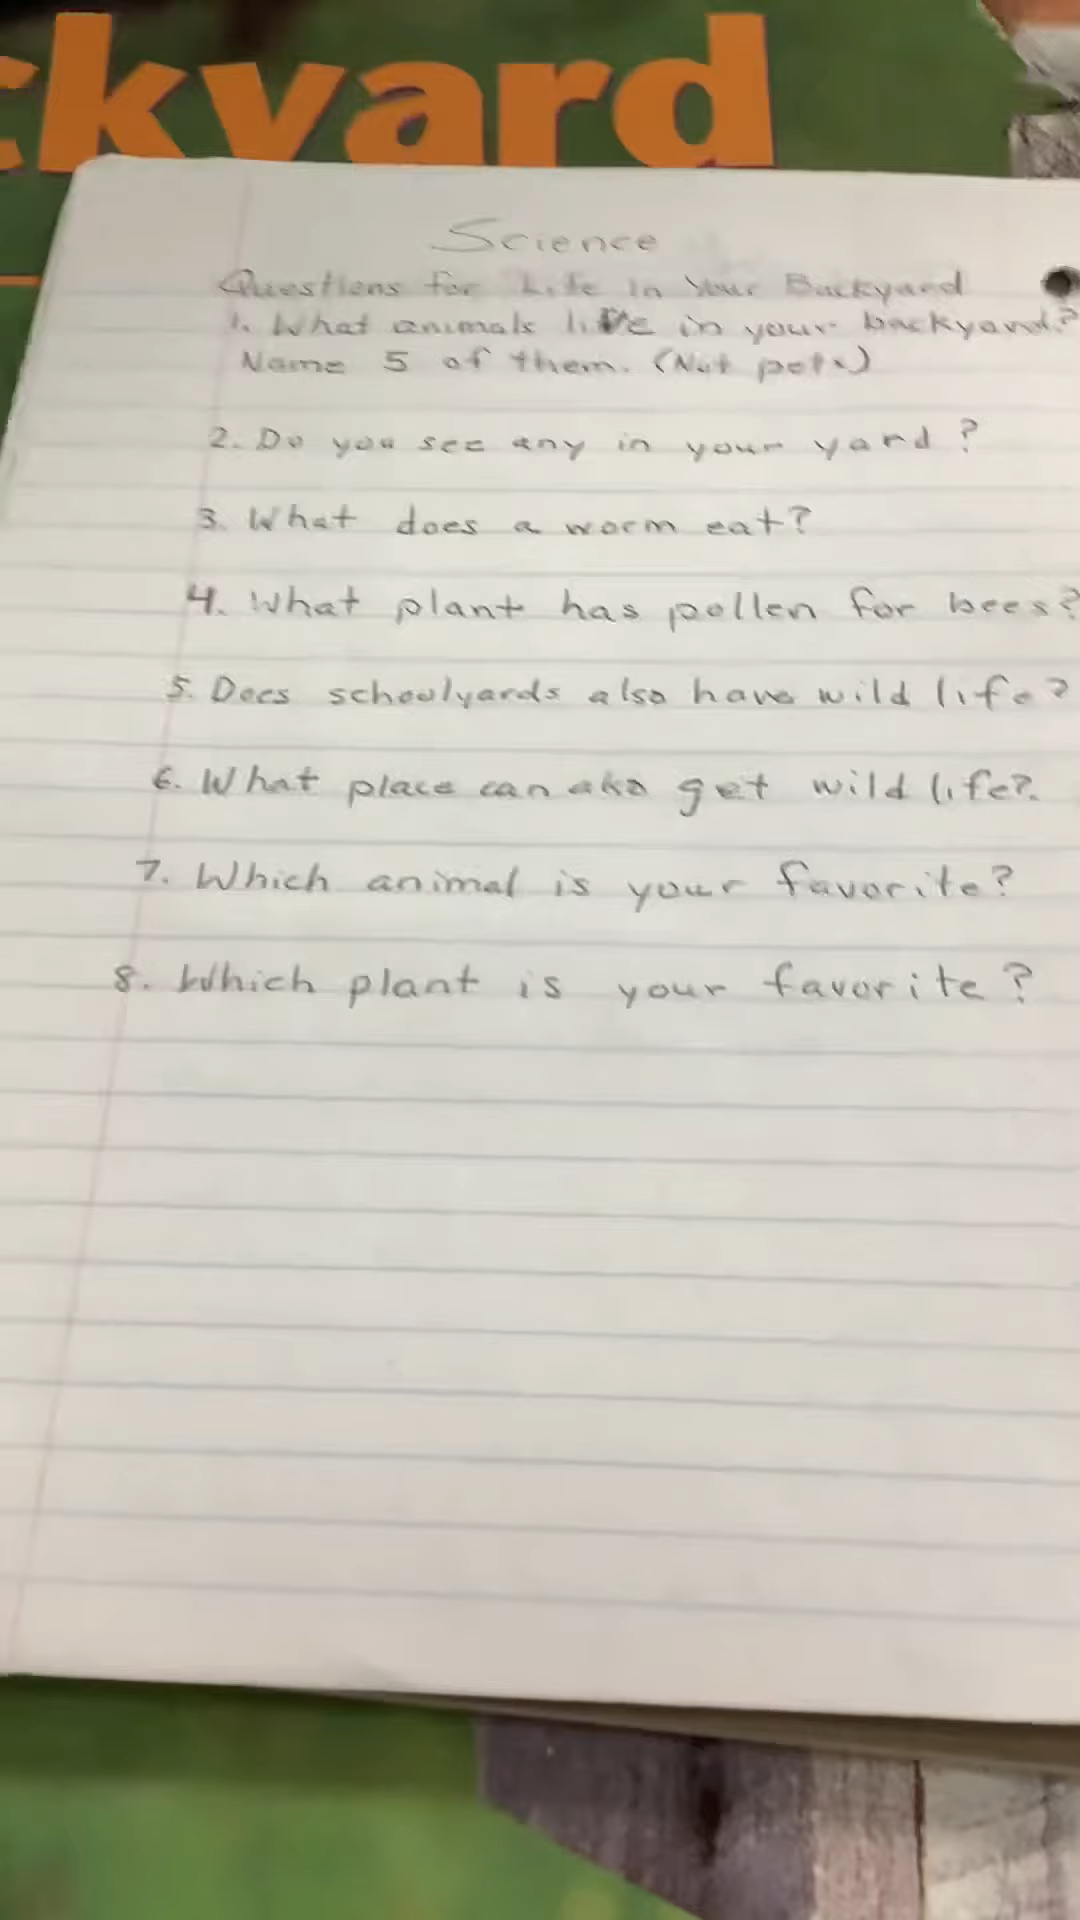 ckyard
Science
Questions for Life in Your Backyard
1. What animals live in your backyard?
Name 5 of them. (Not pets)
2. Do you see any in your yard?
3. What does a worm eat?
4. What plant has pollen for bees?
5. Does schoolyards also have wild life?
6. What place can also get wild life?
7. Which animal is your favorite?
8. Which plant is your favorite?